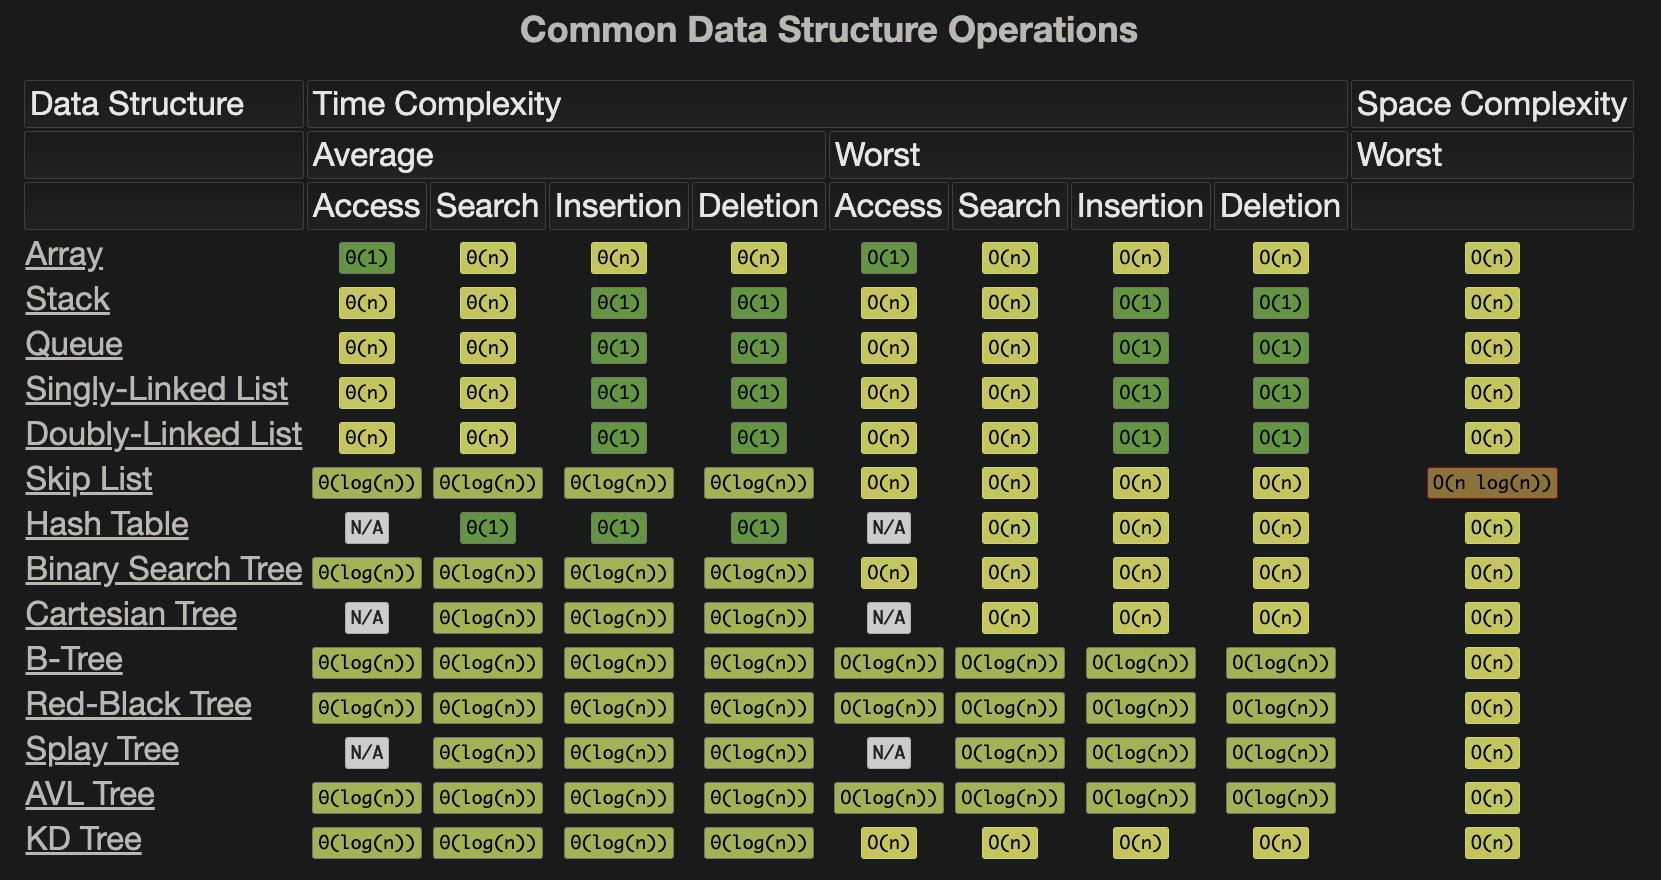 Common Data Structure Operations
Data Structure Time Complexity Space Complexity
Average Worst Worst
Access Search Insertion Deletion Access Search Insertion Deletion
Array Θ(1) Θ(n) Θ(n) Θ(n) O(1) O(n) O(n) O(n) O(n)
Stack Θ(n) Θ(n) Θ(1) Θ(1) O(n) O(n) O(1) O(1) O(n)
Queue Θ(n) Θ(n) Θ(1) Θ(1) O(n) O(n) O(1) O(1) O(n)
Singly-Linked List Θ(n) Θ(n) Θ(1) Θ(1) O(n) O(n) O(1) O(1) O(n)
Doubly-Linked List Θ(n) Θ(n) Θ(1) Θ(1) O(n) O(n) O(1) O(1) O(n)
Skip List Θ(log(n)) Θ(log(n)) Θ(log(n)) Θ(log(n)) O(n) O(n) O(n) O(n) O(n log(n))
Hash Table N/A Θ(1) Θ(1) Θ(1) N/A O(n) O(n) O(n) O(n)
Binary Search Tree Θ(log(n)) Θ(log(n)) Θ(log(n)) Θ(log(n)) O(n) O(n) O(n) O(n) O(n)
Cartesian Tree N/A Θ(log(n)) Θ(log(n)) Θ(log(n)) N/A O(n) O(n) O(n) O(n)
B-Tree Θ(log(n)) Θ(log(n)) Θ(log(n)) Θ(log(n)) O(log(n)) O(log(n)) O(log(n)) O(log(n)) O(n)
Red-Black Tree Θ(log(n)) Θ(log(n)) Θ(log(n)) Θ(log(n)) O(log(n)) O(log(n)) O(log(n)) O(log(n)) O(n)
Splay Tree N/A Θ(log(n)) Θ(log(n)) Θ(log(n)) N/A O(log(n)) O(log(n)) O(log(n)) O(n)
AVL Tree Θ(log(n)) Θ(log(n)) Θ(log(n)) Θ(log(n)) O(log(n)) O(log(n)) O(log(n)) O(log(n)) O(n)
KD Tree Θ(log(n)) Θ(log(n)) Θ(log(n)) Θ(log(n)) O(n) O(n) O(n) O(n) O(n)